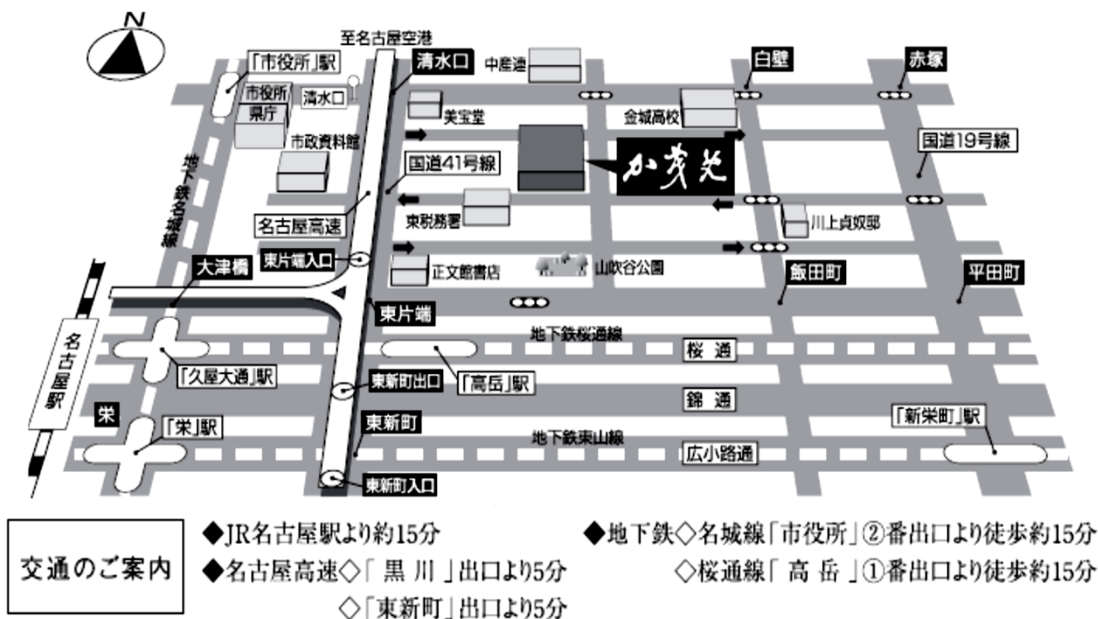 N
至名古屋空港
「市役所」駅
清水口
中産連
白壁
赤塚
市役所
県庁
清水口
美宝堂
金城高校
市政資料館
国道41号線
か茂免
国道19号線
地下鉄名城線
名古屋高速
東税務署
川上貞奴邸
大津橋
東片端入口
正文館書店
山吹谷公園
飯田町
平田町
東片端
地下鉄桜通線
名古屋駅
桜通
「久屋大通」駅
東新町出口
「高岳」駅
錦通
栄
「栄」駅
東新町
「新栄町」駅
地下鉄東山線
広小路通
東新町入口
交通のご案内
◆JR名古屋駅より約15分
◆名古屋高速◇「黒川」出口より5分
◇「東新町」出口より5分
◆地下鉄◇名城線「市役所」②番出口より徒歩約15分
◇桜通線「高岳」①番出口より徒歩約15分